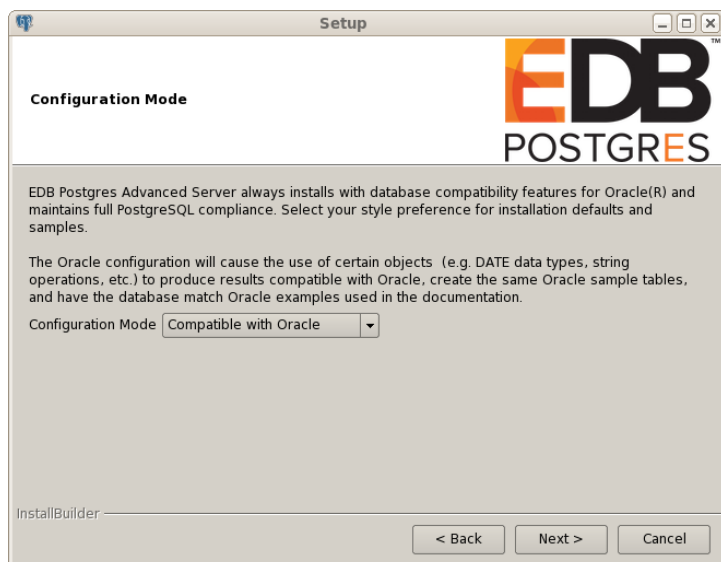 Setup
Configuration Mode
EDB™
POSTGRES
EDB Postgres Advanced Server always installs with database compatibility features for Oracle(R) and
maintains full PostgreSQL compliance. Select your style preference for installation defaults and
samples.
The Oracle configuration will cause the use of certain objects  (e.g. DATE data types, string
operations, etc.) to produce results compatible with Oracle, create the same Oracle sample tables,
and have the database match Oracle examples used in the documentation.
Configuration Mode Compatible with Oracle
InstallBuilder
< Back Next > Cancel